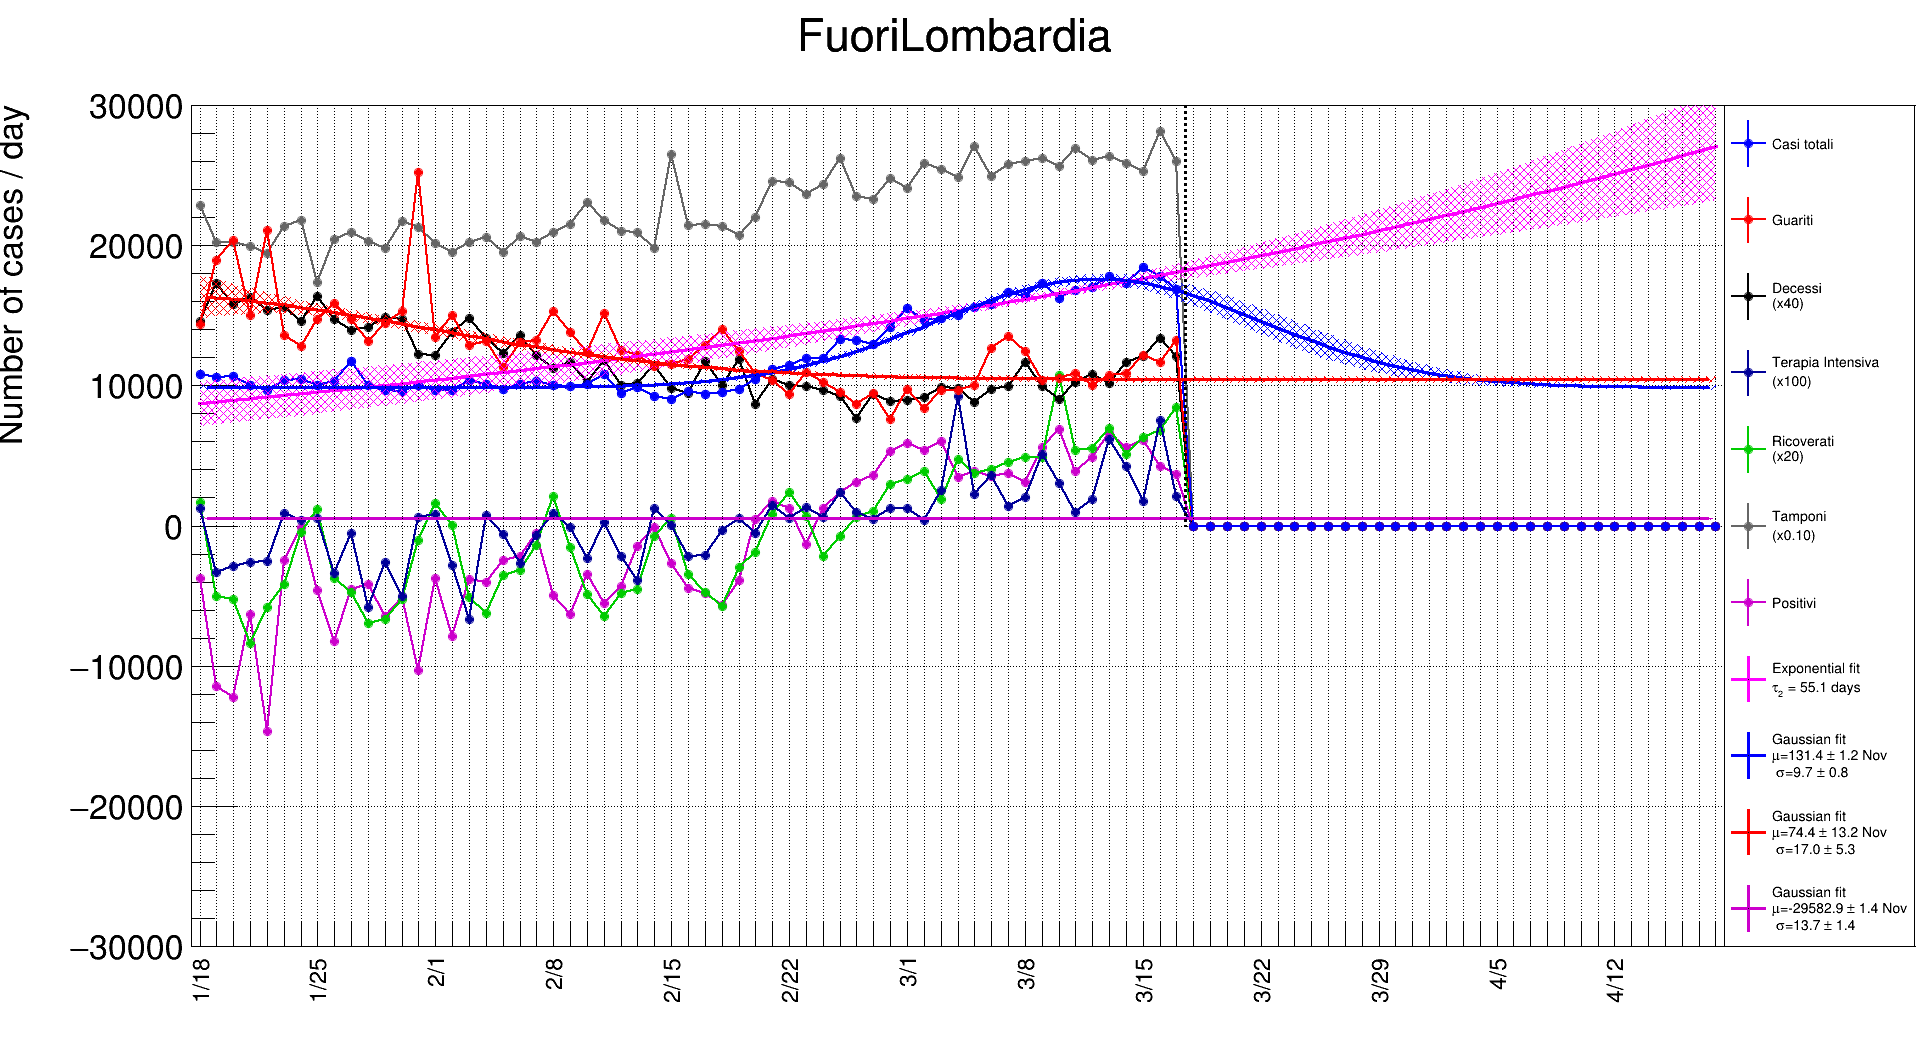 FuoriLombardia
Number of cases / day
30000
20000
10000
0
−10000
−20000
−30000
1/18
1/25
2/1
2/8
2/15
2/22
3/1
3/8
3/15
3/22
3/29
4/5
4/12
Casi totali
Guariti
Decessi
(x40)
Terapia Intensiva
(x100)
Ricoverati
(x20)
Tamponi
(x0.10)
Positivi
Exponential fit
τ2 = 55.1 days
Gaussian fit
μ=131.4 ± 1.2 Nov
σ=9.7 ± 0.8
Gaussian fit
μ=74.4 ± 13.2 Nov
σ=17.0 ± 5.3
Gaussian fit
μ=-29582.9 ± 1.4 Nov
σ=13.7 ± 1.4